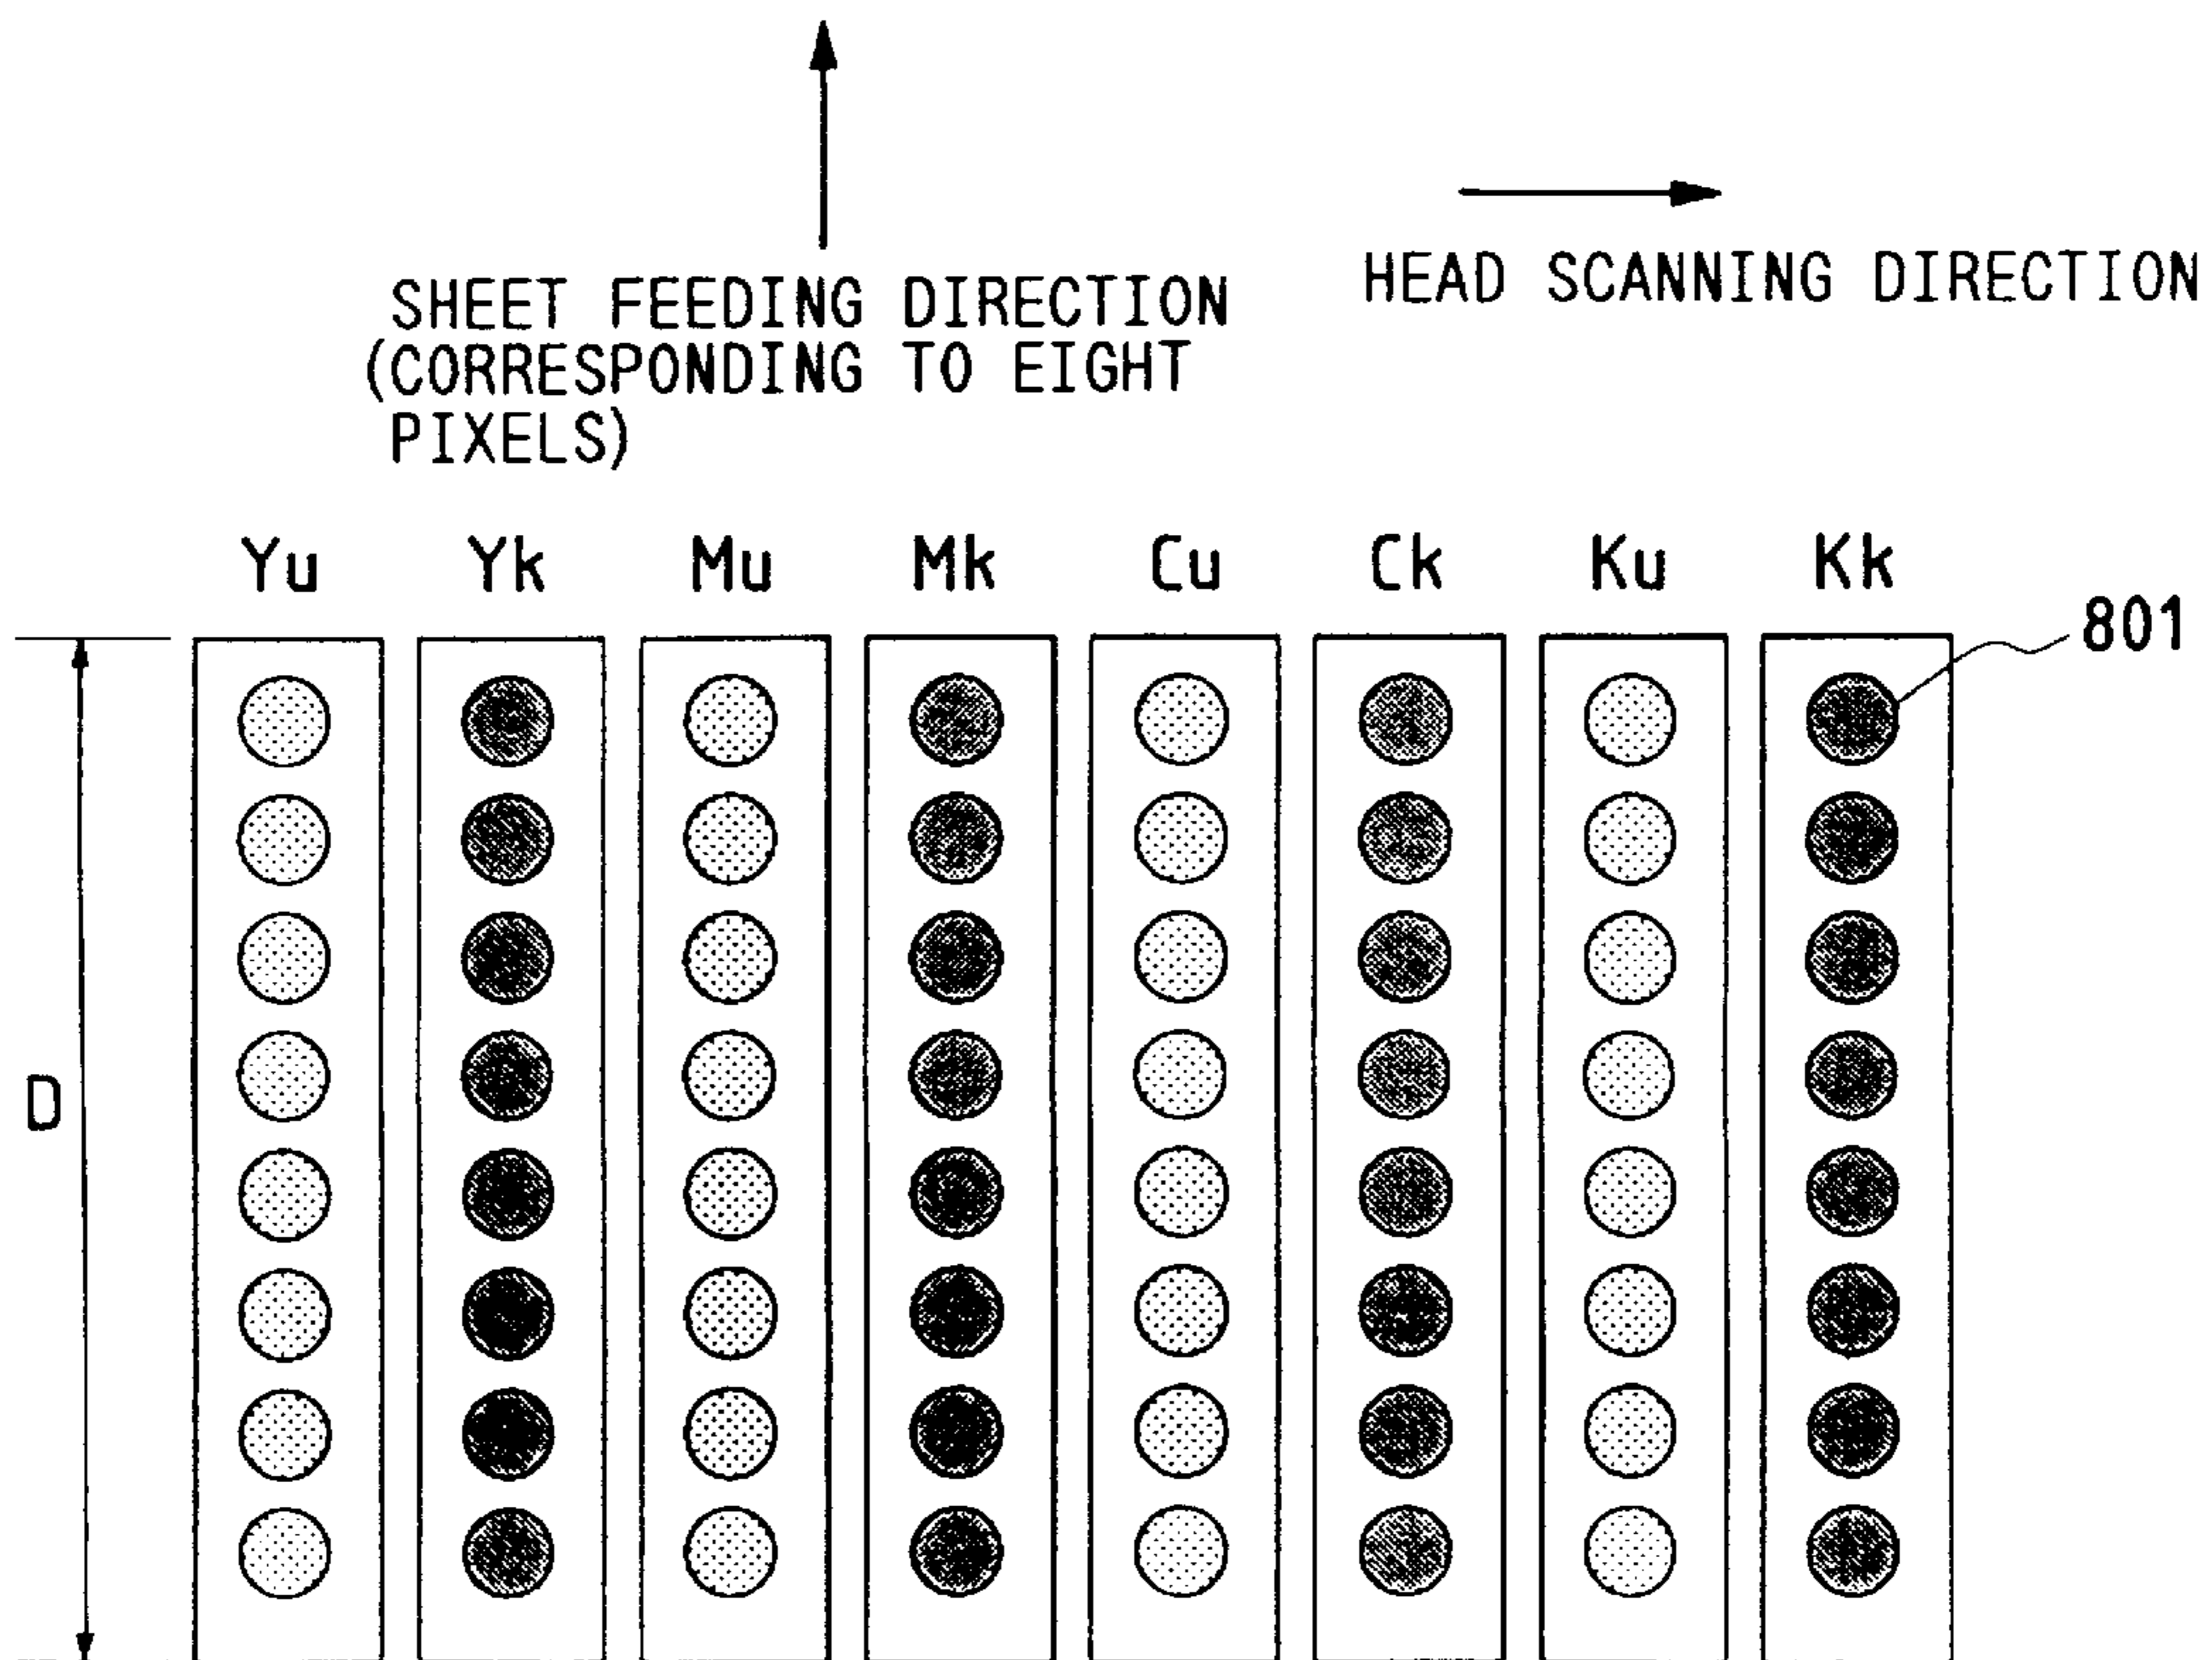 SHEET FEEDING DIRECTION
(CORRESPONDING TO EIGHT
PIXELS)
HEAD SCANNING DIRECTION
Yu Yk Mu Mk Cu Ck Ku Kk
801
D